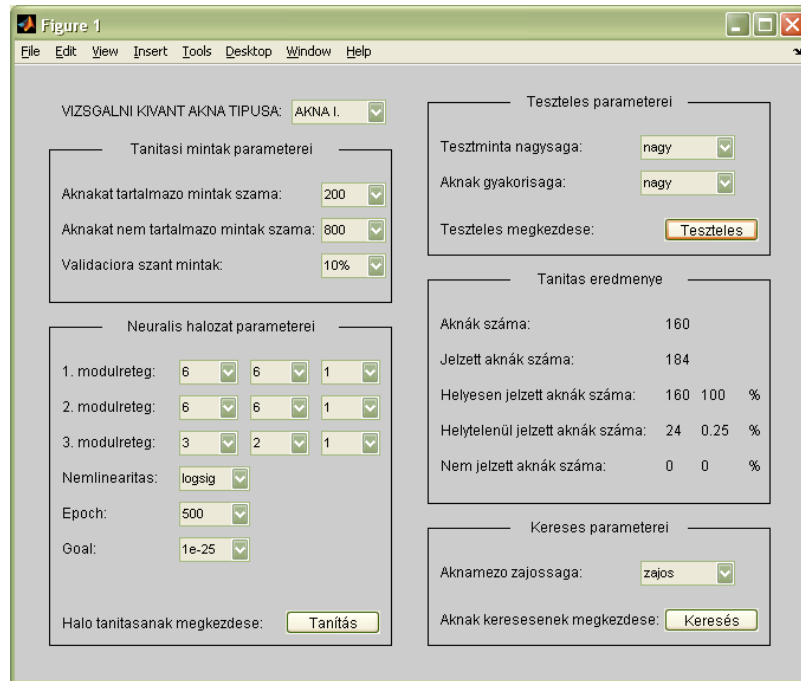 Figure 1
File Edit View Insert Tools Desktop Window Help
VIZSGALNI KIVANT AKNA TIPUSA: AKNA I.
Tanitasi mintak parameterei
Aknakat tartalmazo mintak szama: 200
Aknakat nem tartalmazo mintak szama: 800
Validaciora szant mintak: 10%
Neuralis halozat parameterei
1. modulreteg: 6 6 1
2. modulreteg: 6 6 1
3. modulreteg: 3 2 1
Nemlinearitas: logsig
Epoch: 500
Goal: 1e-25
Halo tanitasanak megkezdese: Tanítás
Teszteles parameterei
Tesztminta nagysaga: nagy
Aknak gyakorisaga: nagy
Teszteles megkezdese: Teszteles
Tanitas eredmenye
Aknák száma: 160
Jelzett aknák száma: 184
Helyesen jelzett aknák száma: 160 100 %
Helytelenül jelzett aknák száma: 24 0.25 %
Nem jelzett aknák száma: 0 0 %
Kereses parameterei
Aknamezo zajossaga: zajos
Aknak keresesenek megkezdese: Keresés